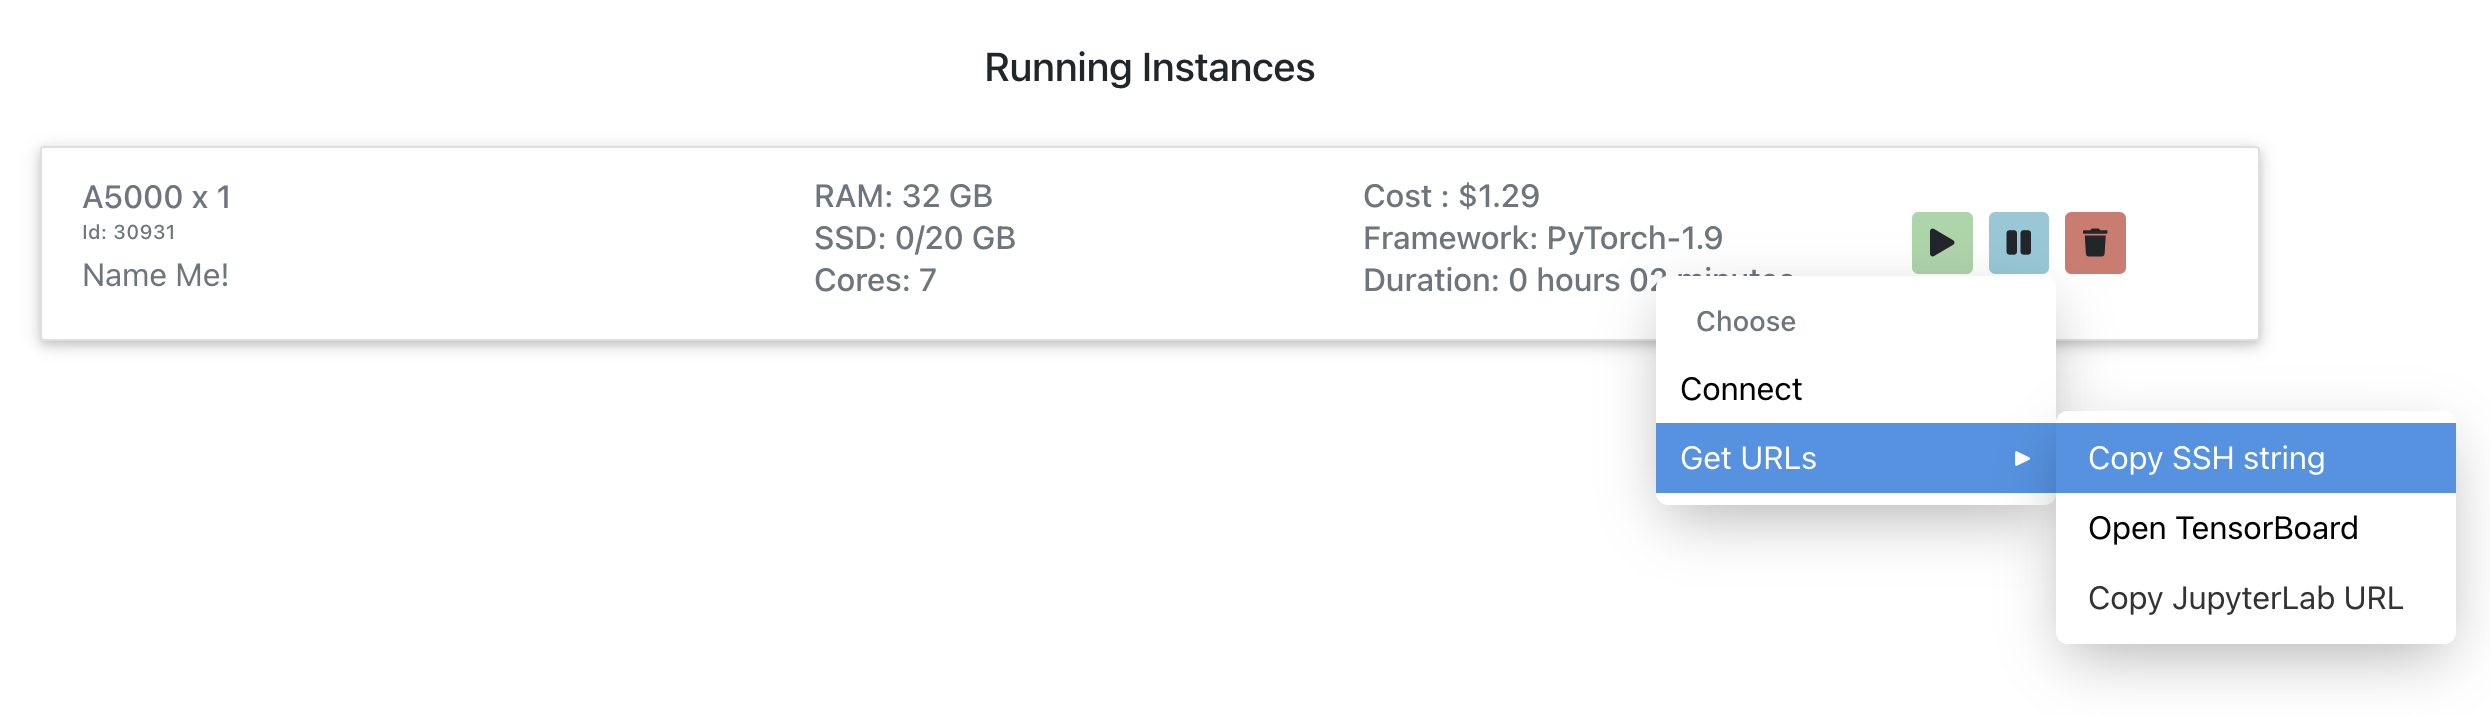 Running Instances
A5000 x 1
Id: 30931
Name Me!
RAM: 32 GB
SSD: 0/20 GB
Cores: 7
Cost : $1.29
Framework: PyTorch-1.9
Duration: 0 hours 02 minutes
Choose
Connect
Get URLs
Copy SSH string
Open TensorBoard
Copy JupyterLab URL